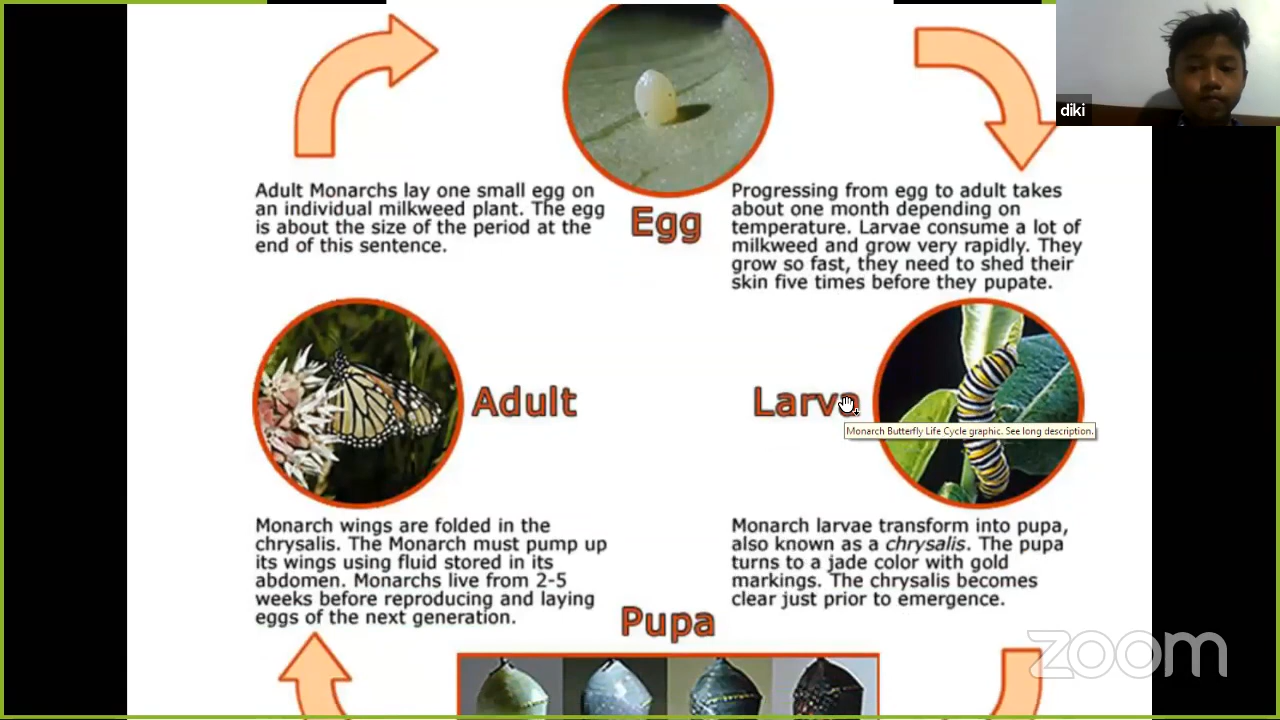 diki
Adult Monarchs lay one small egg on
an individual milkweed plant. The egg
is about the size of the period at the
end of this sentence.
Egg
Progressing from egg to adult takes
about one month depending on
temperature. Larvae consume a lot of
milkweed and grow very rapidly. They
grow so fast, they need to shed their
skin five times before they pupate.
Adult
Larva
Monarch Butterfly Life Cycle graphic. See long description.
Monarch wings are folded in the
chrysalis. The Monarch must pump up
its wings using fluid stored in its
abdomen. Monarchs live from 2-5
weeks before reproducing and laying
eggs of the next generation.
Monarch larvae transform into pupa,
also known as a chrysalis. The pupa
turns to a jade color with gold
markings. The chrysalis becomes
clear just prior to emergence.
Pupa
zoom